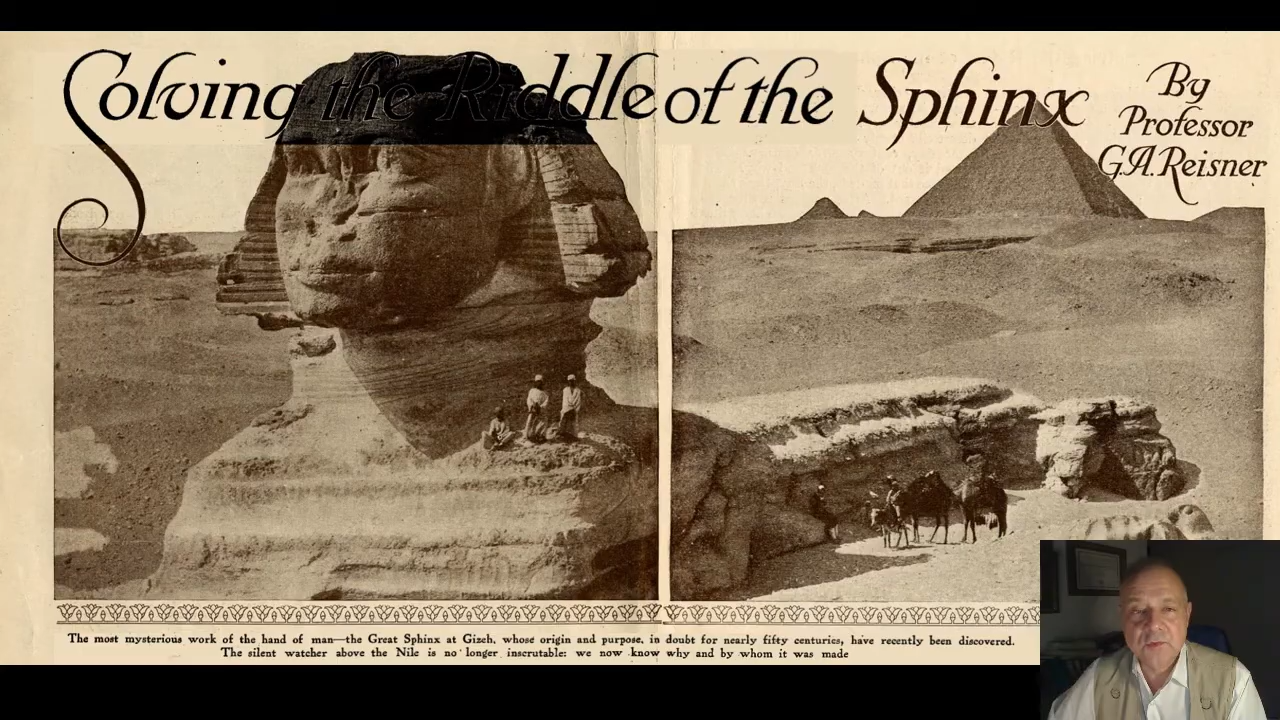 Solving the Riddle of the Sphinx
By
Professor
G.A. Reisner
The most mysterious work of the hand of man—the Great Sphinx at Gizeh, whose origin and purpose, in doubt for nearly fifty centuries, have recently been discovered.
The silent watcher above the Nile is no longer inscrutable: we now know why and by whom it was made